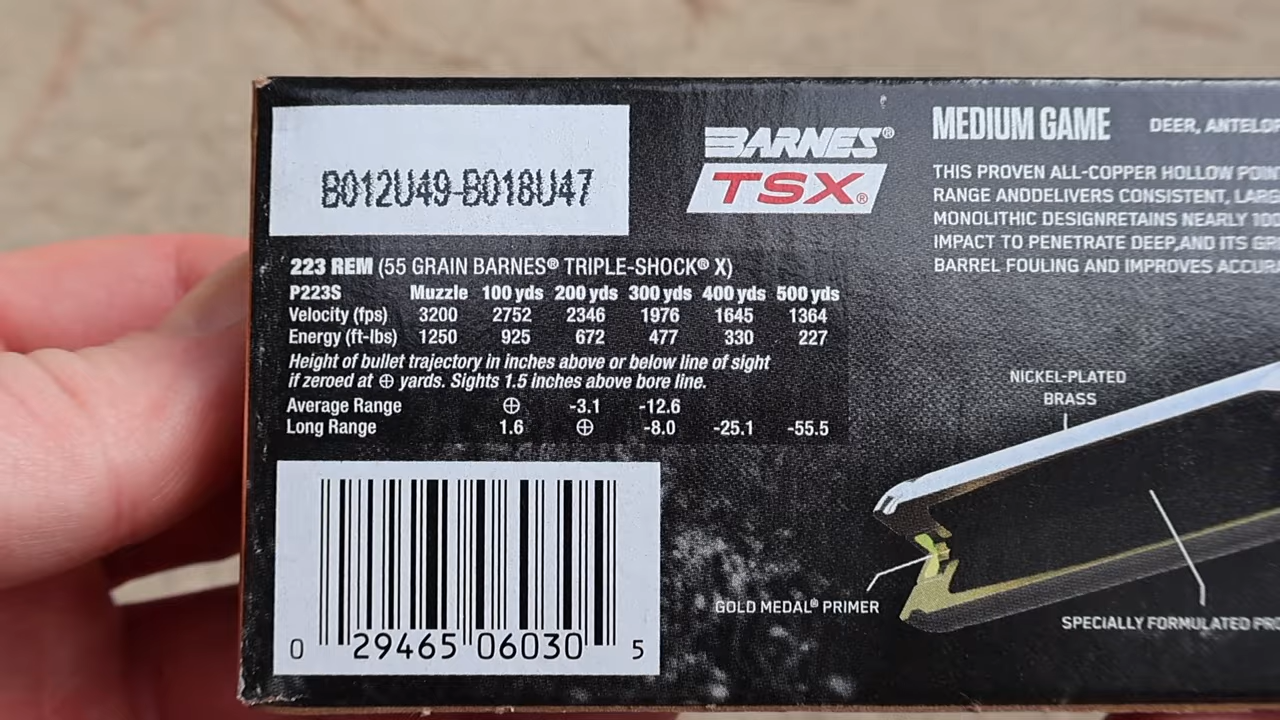 B012U49-B018U47
BARNES®
TSX®
MEDIUM GAME DEER,
THIS PROVEN ALL-COPPER HOLLOW
RANGE ANDDELIVERS CONSISTENT,
MONOLITHIC DESIGNRETAINS NEARLY
IMPACT TO PENETRATE DEEP,AND ITS
BARREL FOULING AND IMPROVES
223 REM (55 GRAIN BARNES® TRIPLE-SHOCK® X)
P223S Muzzle 100 yds 200 yds 300 yds 400 yds 500 yds
Velocity (fps) 3200 2752 2346 1976 1645 1364
Energy (ft-lbs) 1250 925 672 477 330 227
Height of bullet trajectory in inches above or below line of sight
if zeroed at ⊕ yards. Sights 1.5 inches above bore line.
Average Range ⊕ -3.1 -12.6
Long Range 1.6 ⊕ -8.0 -25.1 -55.5
NICKEL-PLATED
BRASS
GOLD MEDAL® PRIMER
SPECIALLY FORMULATED
0 29465 06030 5